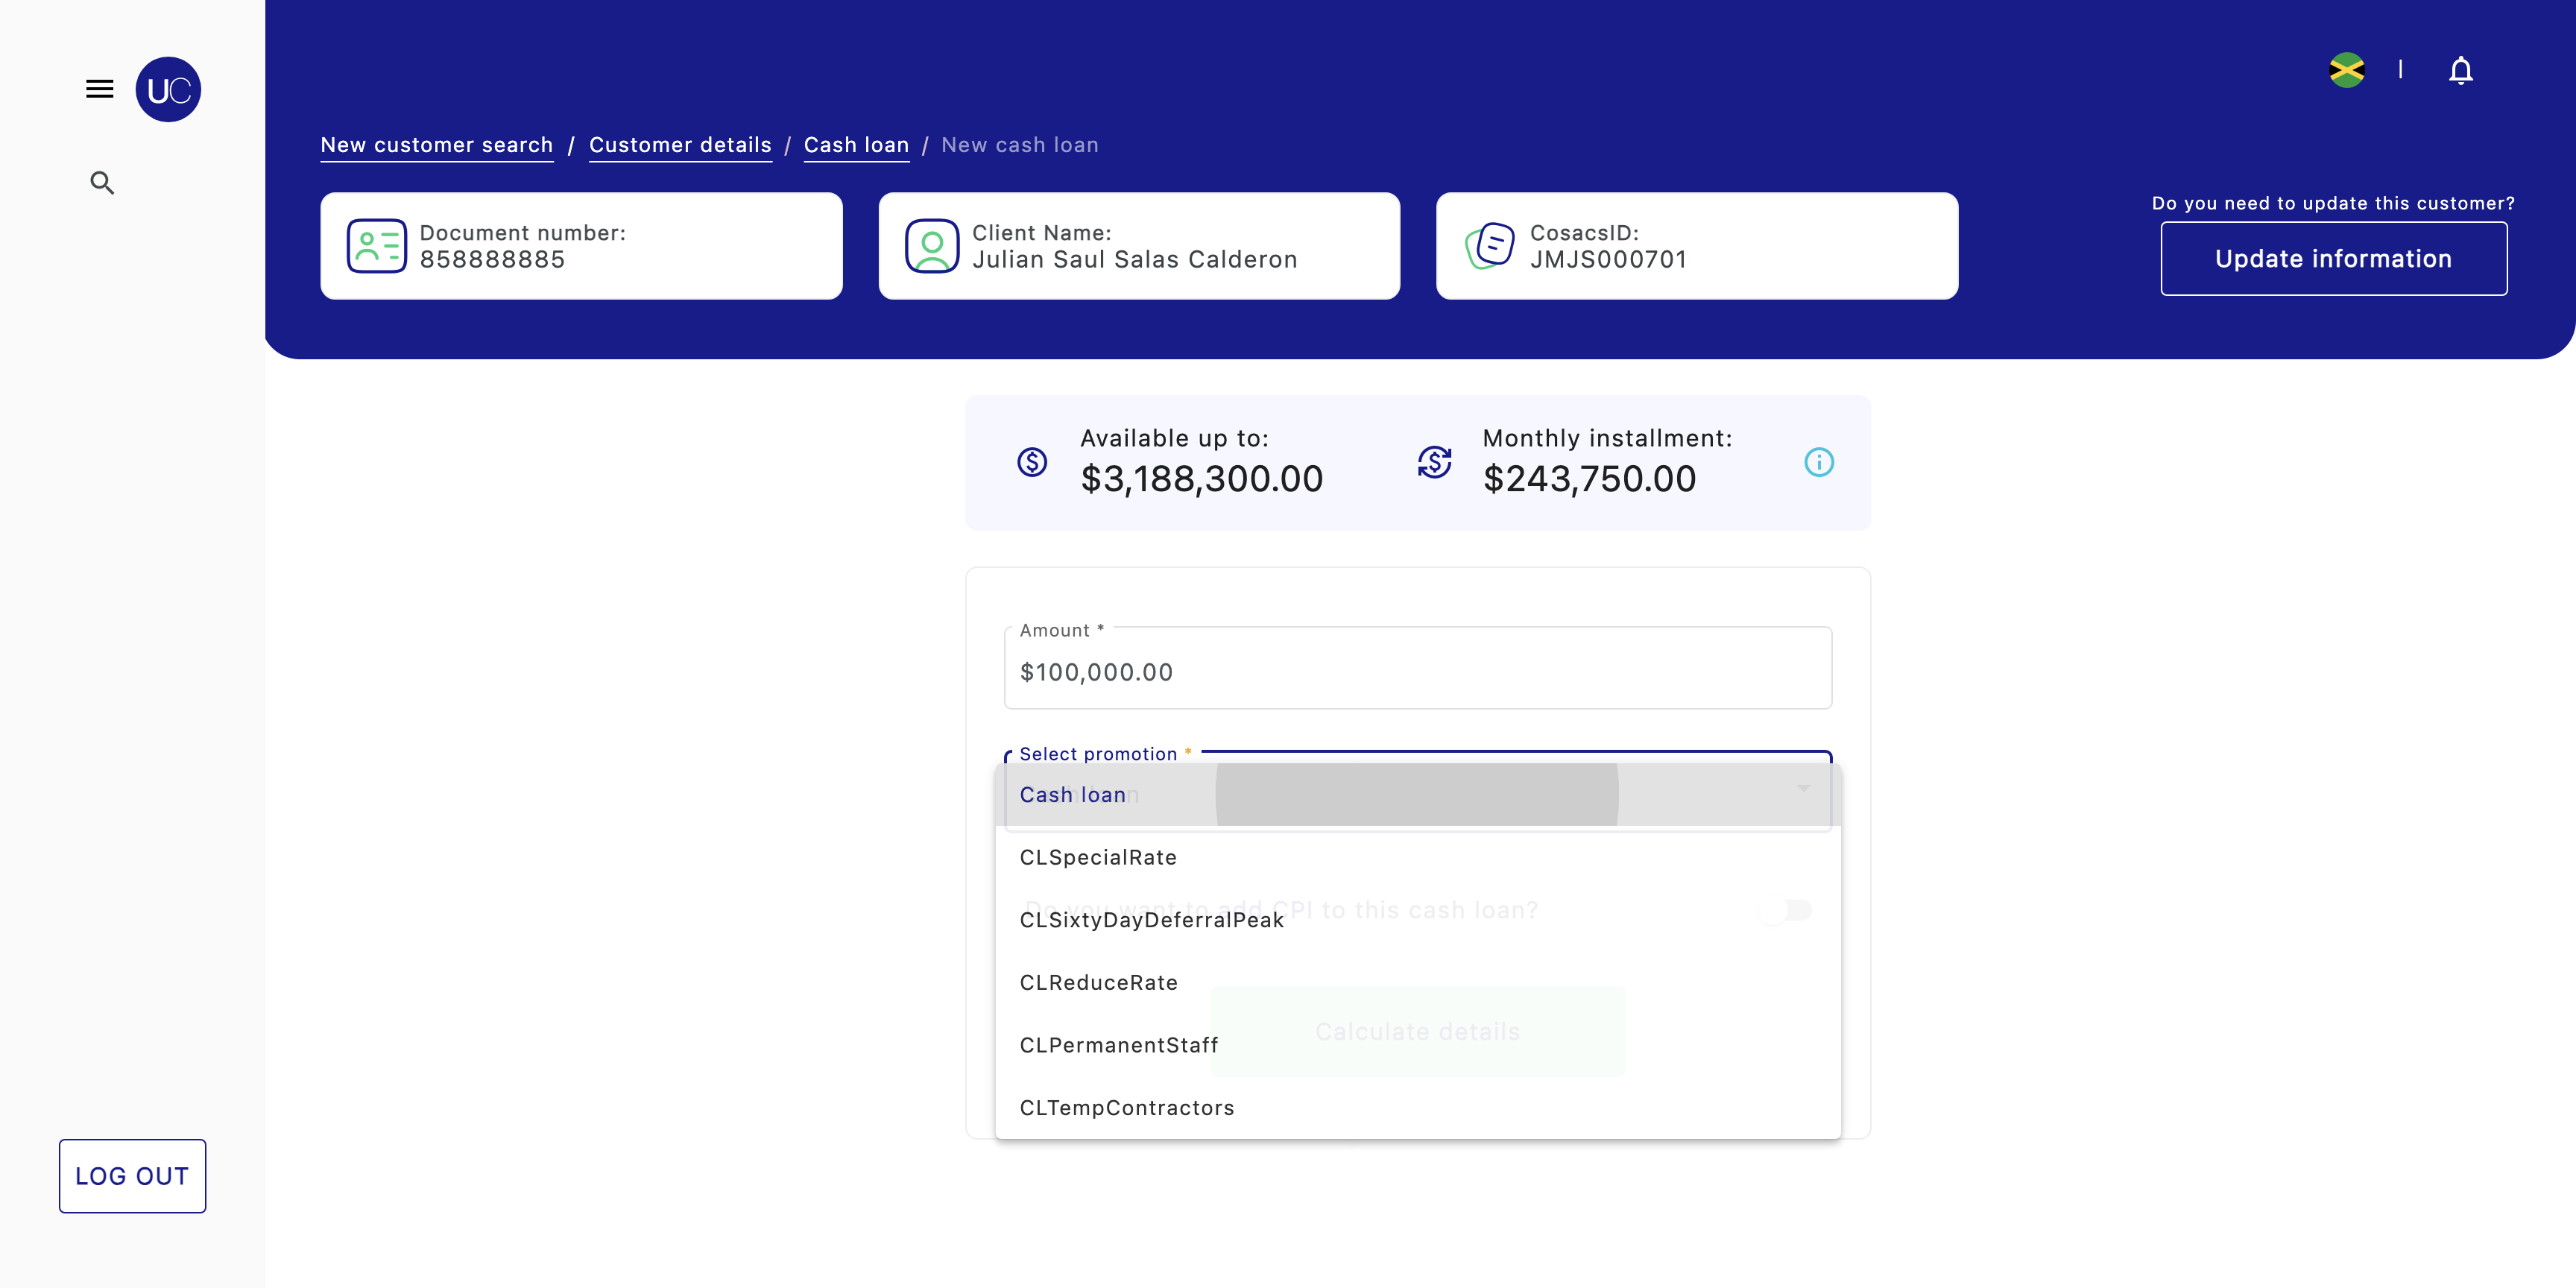 UC
New customer search / Customer details / Cash loan / New cash loan
Document number:
858888885
Client Name:
Julian Saul Salas Calderon
CosacsID:
JMJS000701
Do you need to update this customer?
Update information
Available up to:
$3,188,300.00
Monthly installment:
$243,750.00
Amount *
$100,000.00
Select promotion *
Cash loan
CLSpecialRate
Do you want to add CPI to this cash loan?
CLSixtyDayDeferralPeak
CLReduceRate
Calculate details
CLPermanentStaff
CLTempContractors
LOG OUT